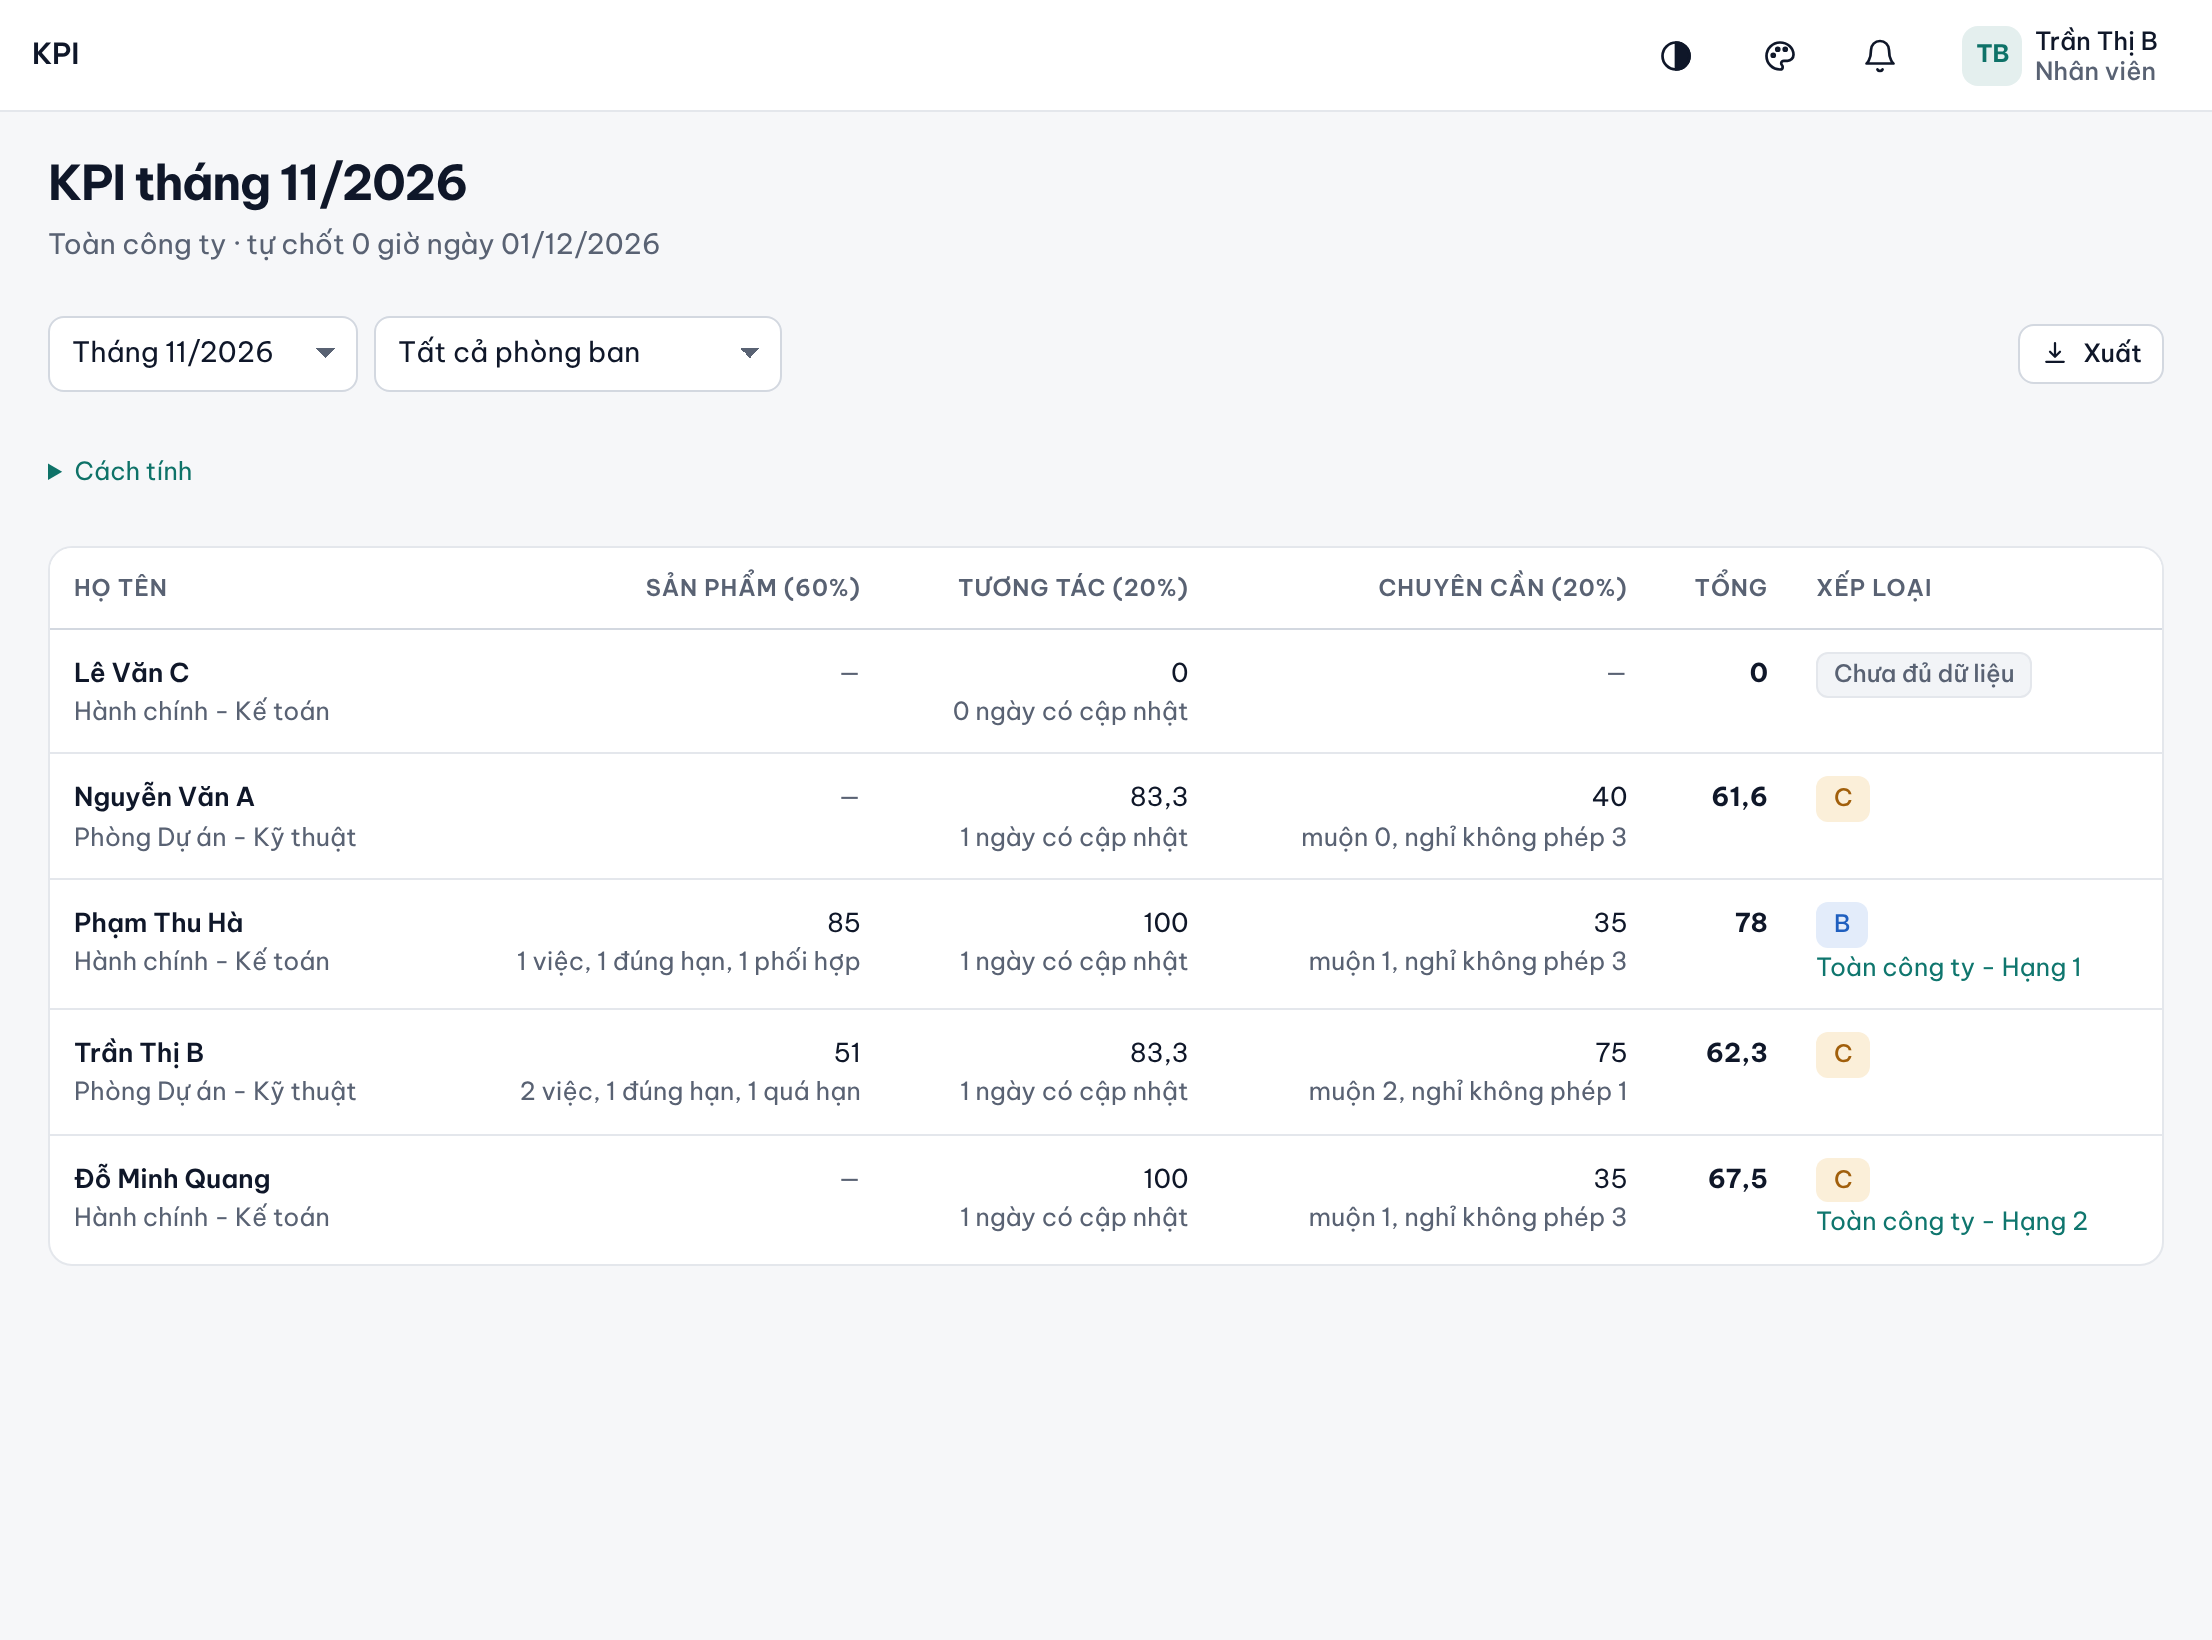 KPI
TB
Trần Thị B
Nhân viên
KPI tháng 11/2026
Toàn công ty · tự chốt 0 giờ ngày 01/12/2026
Tháng 11/2026
Tất cả phòng ban
Xuất
Cách tính
HỌ TÊN SẢN PHẨM (60%) TƯƠNG TÁC (20%) CHUYÊN CẦN (20%) TỔNG XẾP LOẠI
Lê Văn C — 0 — 0 Chưa đủ dữ liệu
Hành chính - Kế toán 0 ngày có cập nhật
Nguyễn Văn A — 83,3 40 61,6 C
Phòng Dự án - Kỹ thuật 1 ngày có cập nhật muộn 0, nghỉ không phép 3
Phạm Thu Hà 85 100 35 78 B
Hành chính - Kế toán 1 việc, 1 đúng hạn, 1 phối hợp 1 ngày có cập nhật muộn 1, nghỉ không phép 3 Toàn công ty - Hạng 1
Trần Thị B 51 83,3 75 62,3 C
Phòng Dự án - Kỹ thuật 2 việc, 1 đúng hạn, 1 quá hạn 1 ngày có cập nhật muộn 2, nghỉ không phép 1
Đỗ Minh Quang — 100 35 67,5 C
Hành chính - Kế toán 1 ngày có cập nhật muộn 1, nghỉ không phép 3 Toàn công ty - Hạng 2